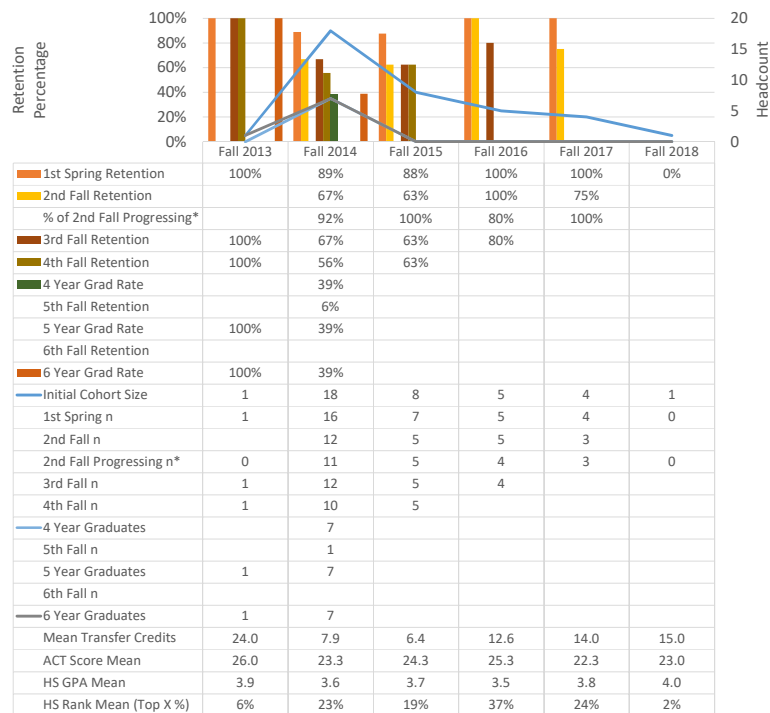 Retention Percentage
100%
80%
60%
40%
20%
0%
20
15
10
5
0
Headcount
Fall 2013 Fall 2014 Fall 2015 Fall 2016 Fall 2017 Fall 2018
1st Spring Retention 100% 89% 88% 100% 100% 0%
2nd Fall Retention 67% 63% 100% 75%
% of 2nd Fall Progressing* 92% 100% 80% 100%
3rd Fall Retention 100% 67% 63% 80%
4th Fall Retention 100% 56% 63%
4 Year Grad Rate 39%
5th Fall Retention 6%
5 Year Grad Rate 100% 39%
6th Fall Retention
6 Year Grad Rate 100% 39%
Initial Cohort Size 1 18 8 5 4 1
1st Spring n 1 16 7 5 4 0
2nd Fall n 12 5 5 3
2nd Fall Progressing n* 0 11 5 4 3 0
3rd Fall n 1 12 5 4
4th Fall n 1 10 5
4 Year Graduates 7
5th Fall n 1
5 Year Graduates 1 7
6th Fall n
6 Year Graduates 1 7
Mean Transfer Credits 24.0 7.9 6.4 12.6 14.0 15.0
ACT Score Mean 26.0 23.3 24.3 25.3 22.3 23.0
HS GPA Mean 3.9 3.6 3.7 3.5 3.8 4.0
HS Rank Mean (Top X %) 6% 23% 19% 37% 24% 2%